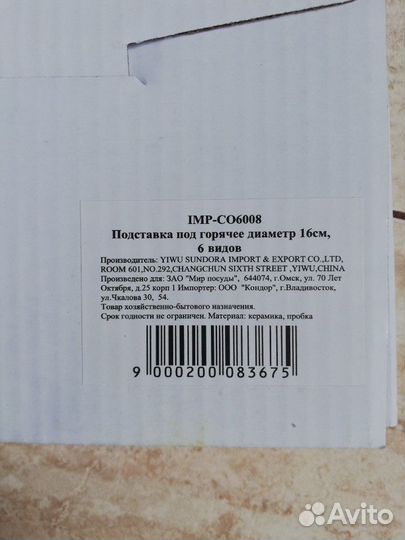 IMP-CO6008
Подставка под горячее диаметр 16см,
6 видов
Производитель: YIWU SUNDORA IMPORT & EXPORT CO.,LTD,
ROOM 601,NO.292,CHANGCHUN SIXTH STREET ,YIWU,CHINA
Произведено для: ЗАО "Мир посуды", 644074, г.Омск, ул. 70 Лет
Октября, д.25 корп 1 Импортер: ООО "Кондор", г.Владивосток,
ул.Чкалова 30, 54.
Товар хозяйственно-бытового назначения.
Срок годности не ограничен. Материал: керамика, пробка
9 000200 083675
Avito